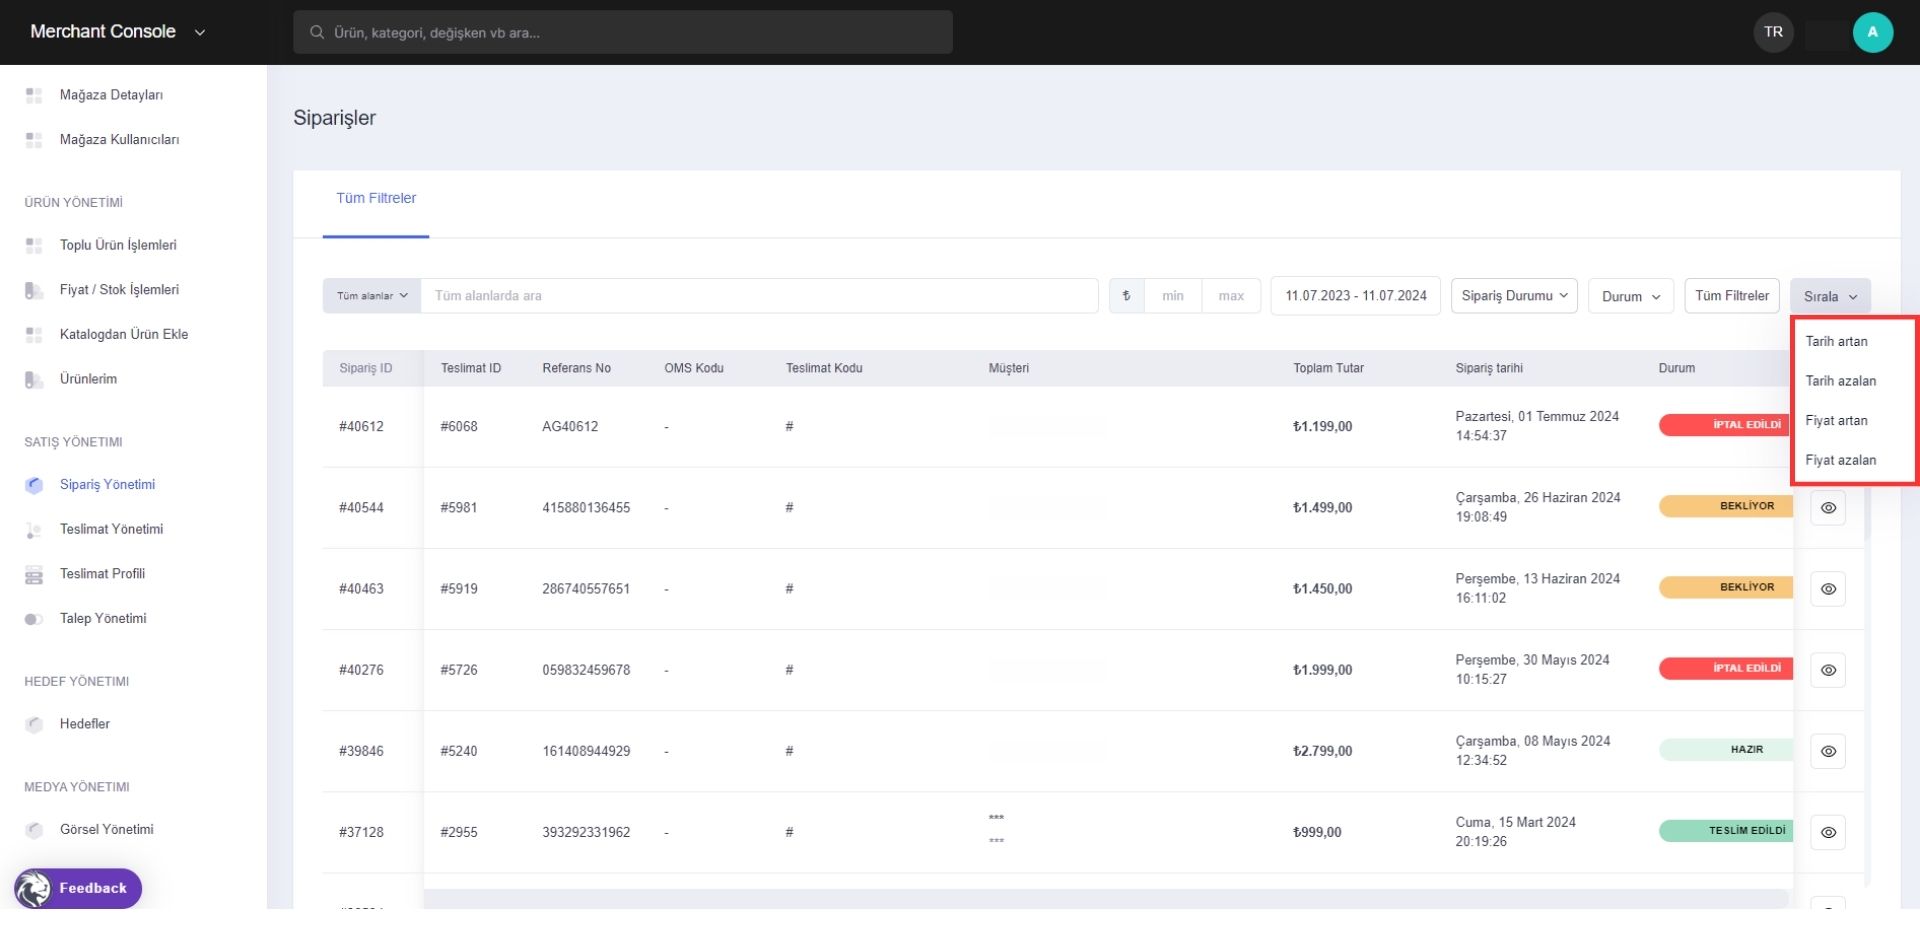 Merchant Console
Ürün, kategori, değişken vb ara...
TR
A
Mağaza Detayları
Mağaza Kullanıcıları
ÜRÜN YÖNETİMİ
Toplu Ürün İşlemleri
Fiyat / Stok İşlemleri
Katalogdan Ürün Ekle
Ürünlerim
SATIŞ YÖNETIMI
Sipariş Yönetimi
Teslimat Yönetimi
Teslimat Profili
Talep Yönetimi
HEDEF YÖNETIMI
Hedefler
MEDYA YÖNETIMI
Görsel Yönetimi
Feedback
Siparişler
Tüm Filtreler
Tüm alanlar Tüm alanlarda ara ₺ min max 11.07.2023 - 11.07.2024 Sipariş Durumu Durum Tüm Filtreler Sırala
Tarih artan
Tarih azalan
Fiyat artan
Fiyat azalan
Sipariş ID Teslimat ID Referans No OMS Kodu Teslimat Kodu Müşteri Toplam Tutar Sipariş tarihi Durum
#40612 #6068 AG40612 - # ₺1.199,00 Pazartesi, 01 Temmuz 2024 İPTAL EDİLDİ
14:54:37
#40544 #5981 415880136455 - # ₺1.499,00 Çarşamba, 26 Haziran 2024 BEKLİYOR
19:08:49
#40463 #5919 286740557651 - # ₺1.450,00 Perşembe, 13 Haziran 2024 BEKLİYOR
16:11:02
#40276 #5726 059832459678 - # ₺1.999,00 Perşembe, 30 Mayıs 2024 İPTAL EDİLDİ
10:15:27
#39846 #5240 161408944929 - # ₺2.799,00 Çarşamba, 08 Mayıs 2024 HAZIR
12:34:52
#37128 #2955 393292331962 - # *** ₺999,00 Cuma, 15 Mart 2024 TESLİM EDİLDİ
*** 20:19:26